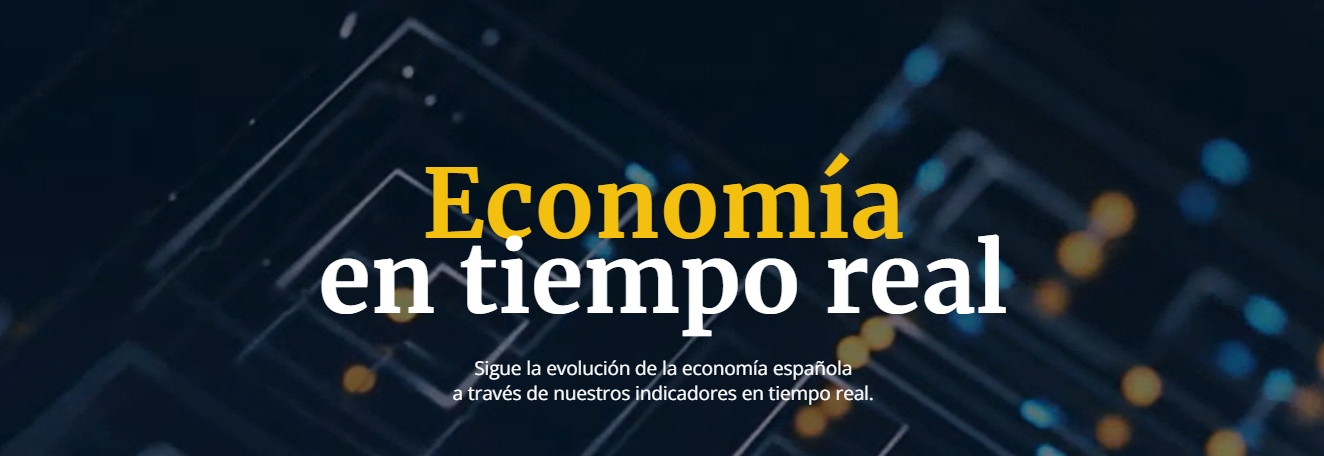 Economía
en tiempo real
Sigue la evolución de la economía española
a través de nuestros indicadores en tiempo real.